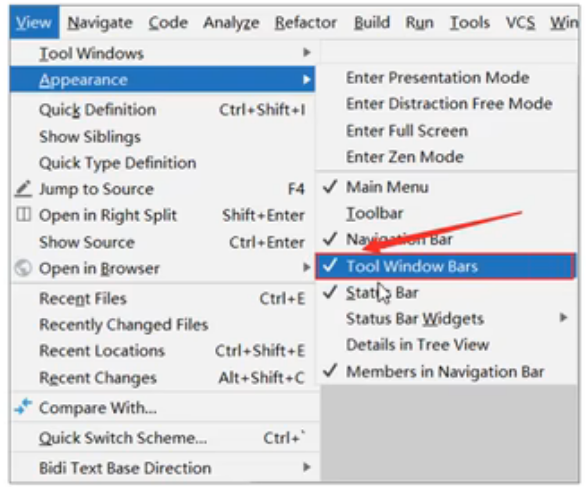 View Navigate Code Analyze Refactor Build Run Tools VCS Win
Tool Windows
Appearance
Quick Definition Ctrl+Shift+I
Show Siblings
Quick Type Definition
Jump to Source F4
Open in Right Split Shift+Enter
Show Source Ctrl+Enter
Open in Browser
Recent Files Ctrl+E
Recently Changed Files
Recent Locations Ctrl+Shift+E
Recent Changes Alt+Shift+C
Compare With...
Quick Switch Scheme... Ctrl+`
Bidi Text Base Direction
Enter Presentation Mode
Enter Distraction Free Mode
Enter Full Screen
Enter Zen Mode
Main Menu
Toolbar
Navigation Bar
Tool Window Bars
Status Bar
Status Bar Widgets
Details in Tree View
Members in Navigation Bar